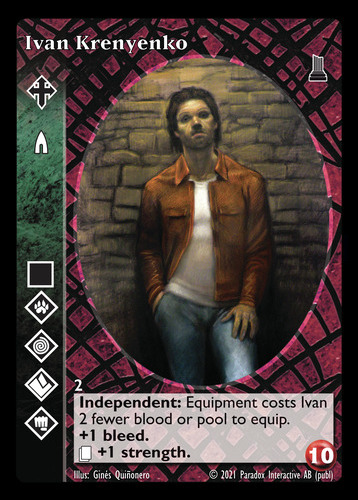 Ivan Krenyenko
2
Independent: Equipment costs Ivan
2 fewer blood or pool to equip.
+1 bleed.
+1 strength.
10
Illus: Ginés Quiñonero © 2021 Paradox Interactive AB (publ)